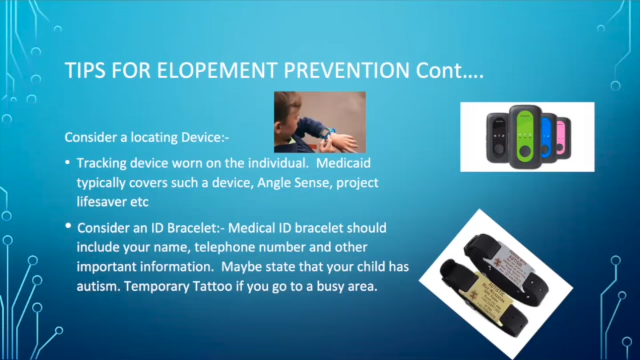 TIPS FOR ELOPEMENT PREVENTION Cont....
Consider a locating Device:-
• Tracking device worn on the individual. Medicaid
typically covers such a device, Angle Sense, project
lifesaver etc
• Consider an ID Bracelet:- Medical ID bracelet should
include your name, telephone number and other
important information. Maybe state that your child has
autism. Temporary Tattoo if you go to a busy area.